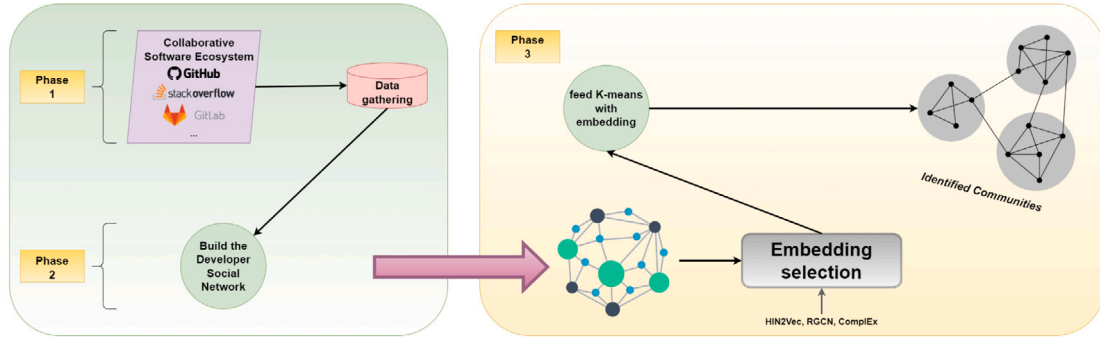 Phase
1
Collaborative
Software Ecosystem
GitHub
stackoverflow
GitLab
...
Data
gathering
Phase
2
Build the
Developer
Social
Network
Phase
3
feed K-means
with
embedding
Identified Communities
Embedding
selection
HIN2Vec, RGCN, ComplEx